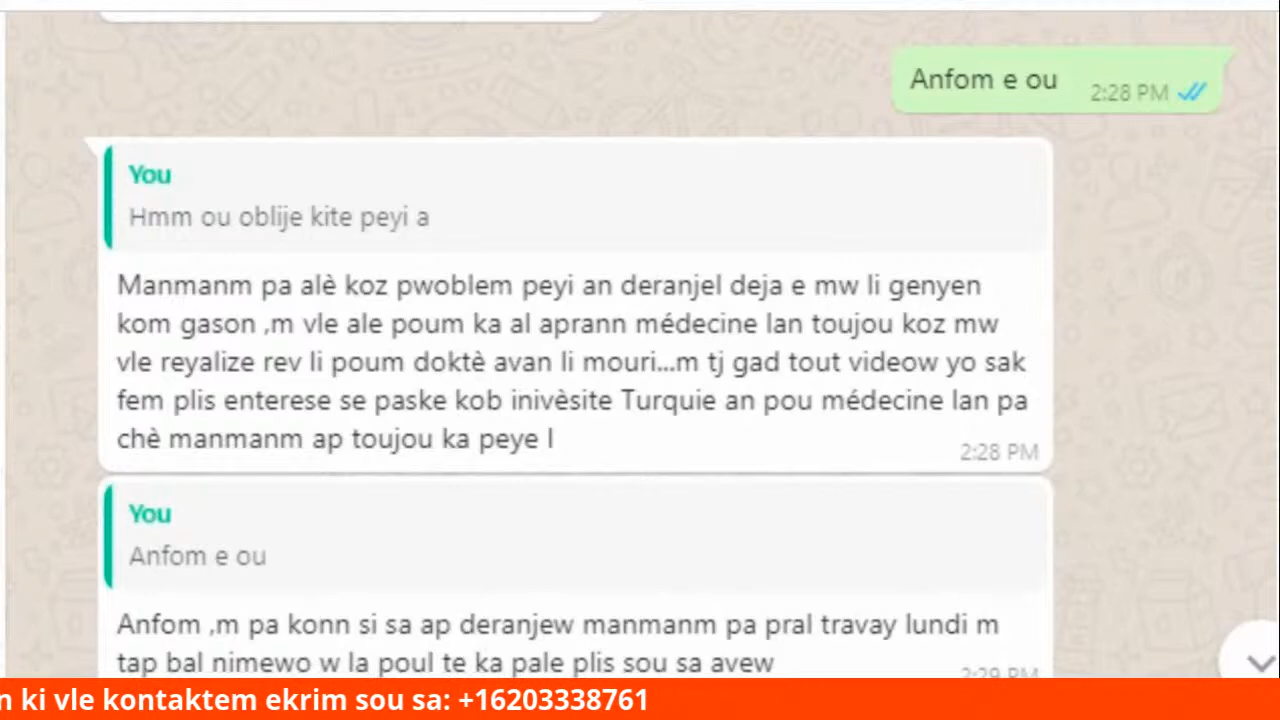 Anfom e ou
2:28 PM
You
Hmm ou oblije kite peyi a
Manmanm pa alè koz pwoblem peyi an deranjel deja e mw li genyen
kom gason ,m vle ale poum ka al aprann médecine lan toujou koz mw
vle reyalize rev li poum doktè avan li mouri...m tj gad tout videow yo sak
fem plis enterese se paske kob inivèsite Turquie an pou médecine lan pa
chè manmanm ap toujou ka peye l
2:28 PM
You
Anfom e ou
Anfom ,m pa konn si sa ap deranjew manmanm pa pral travay lundi m
tap bal nimewo w la poul te ka pale plis sou sa avew
2:29 PM
n ki vle kontaktem ekrim sou sa: +16203338761